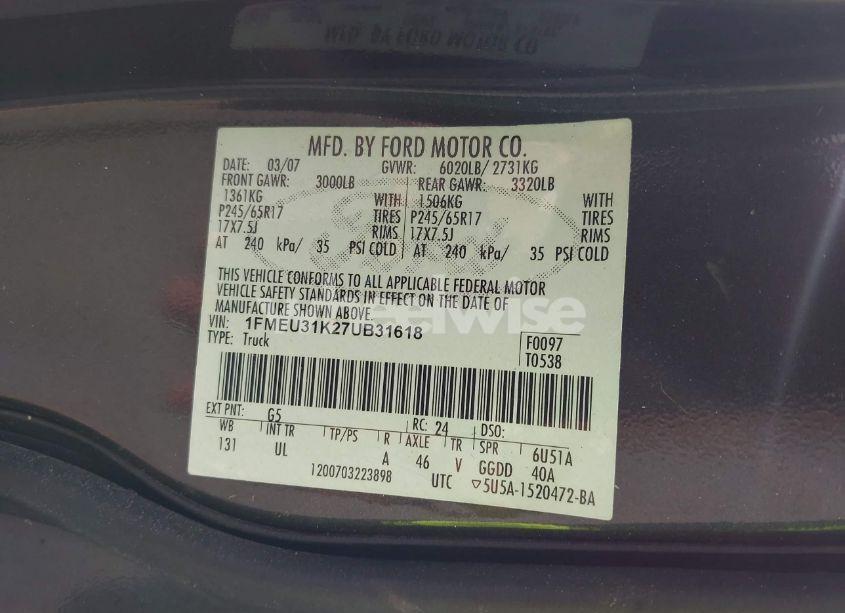 MFD. BY FORD MOTOR CO.
MFD. BY FORD MOTOR CO.
DATE: 03/07 GVWR: 6020LB/ 2731KG
FRONT GAWR: 3000LB REAR GAWR: 3320LB
1361KG WITH 1506KG WITH
P245/65R17 TIRES P245/65R17 TIRES
17X7.5J RIMS 17X7.5J RIMS
AT 240 kPa/ 35 PSI COLD AT 240 kPa/ 35 PSI COLD
THIS VEHICLE CONFORMS TO ALL APPLICABLE FEDERAL MOTOR
VEHICLE SAFETY STANDARDS IN EFFECT ON THE DATE OF
MANUFACTURE SHOWN ABOVE.
VIN: 1FMEU31K27UB31618
TYPE: Truck
F0097
T0538
EXT PNT: G5 RC: 24 DSO:
WB INT TR TP/PS R AXLE TR SPR 6U51A
131 UL A 46 V GGDD 40A
1200703223898 UTC ▽5U5A-1520472-BA